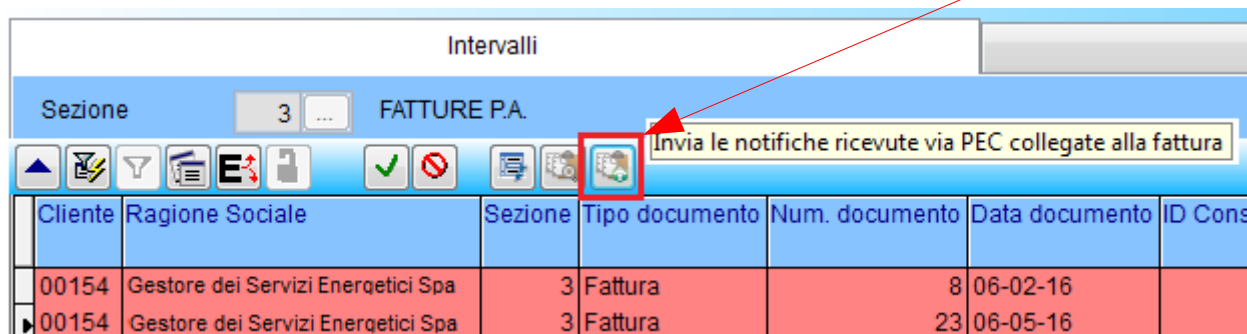 Intervalli
Sezione 3 ... FATTURE P.A.
Invia le notifiche ricevute via PEC collegate alla fattura
E
Cliente Ragione Sociale Sezione Tipo documento Num. documento Data documento ID Cons
00154 Gestore dei Servizi Energetici Spa 3 Fattura 8 06-02-16
00154 Gestore dei Servizi Energetici Spa 3 Fattura 23 06-05-16